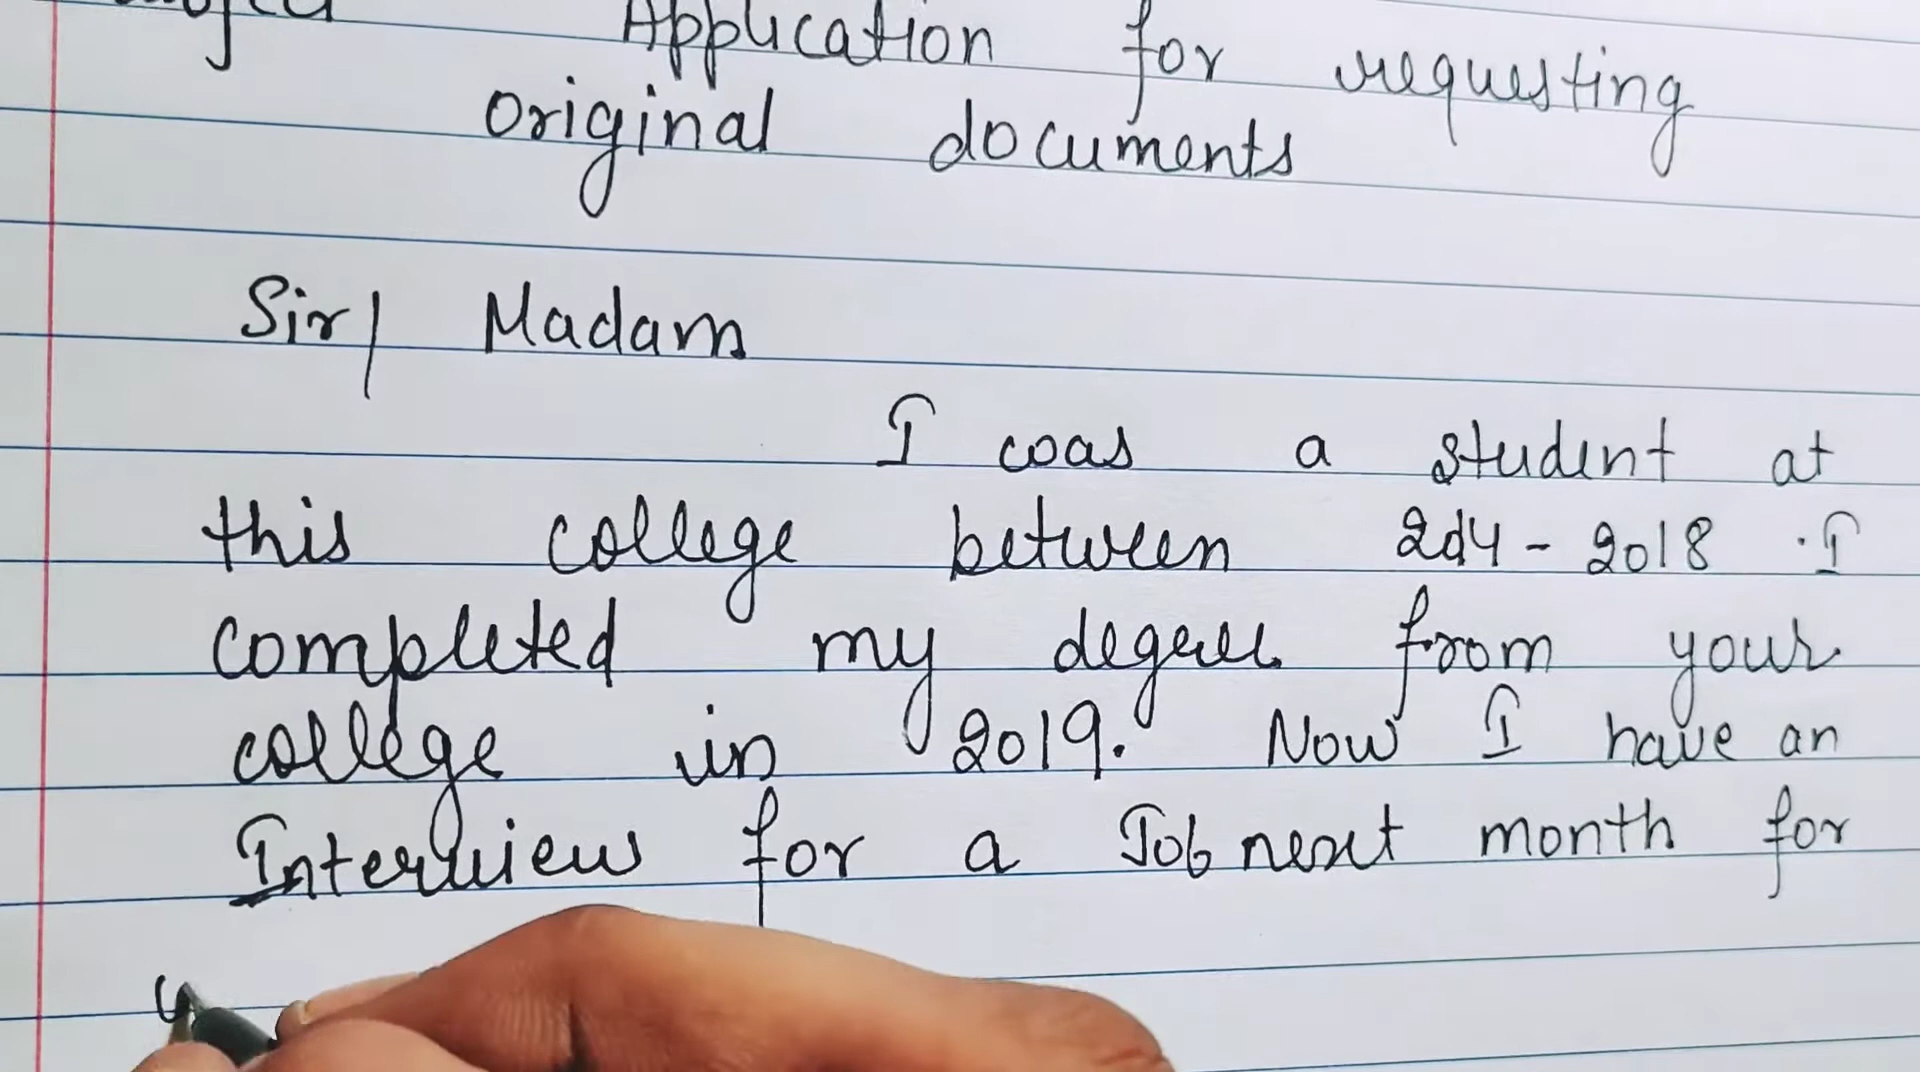 Application for requesting
original documents
Sir/ Madam
I was a student at
this college between 2014 - 2018 . I
completed my degree from your
college in 2019. Now I have an
Interview for a Job next month for